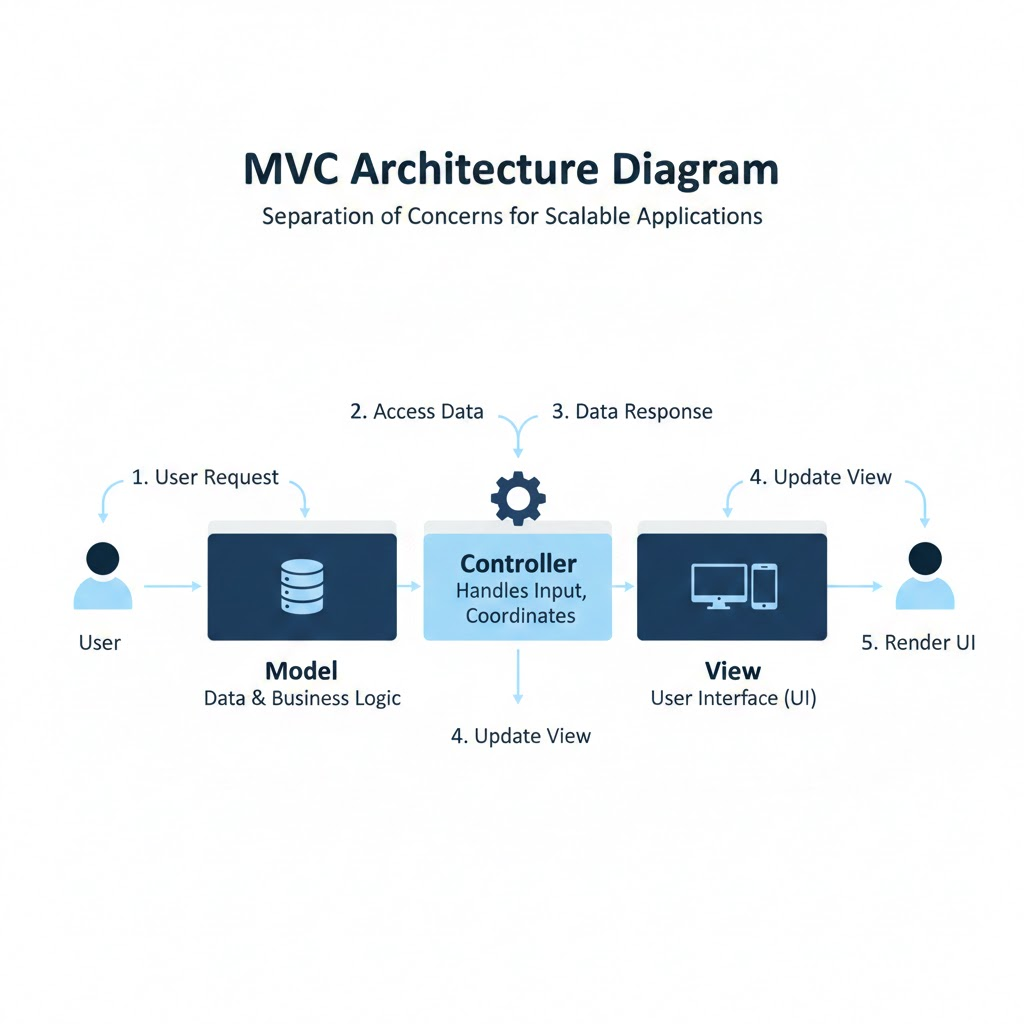 MVC Architecture Diagram
Separation of Concerns for Scalable Applications
2. Access Data
3. Data Response
1. User Request
4. Update View
Controller
Handles Input,
Coordinates
User
5. Render UI
Model
Data & Business Logic
View
User Interface (UI)
4. Update View